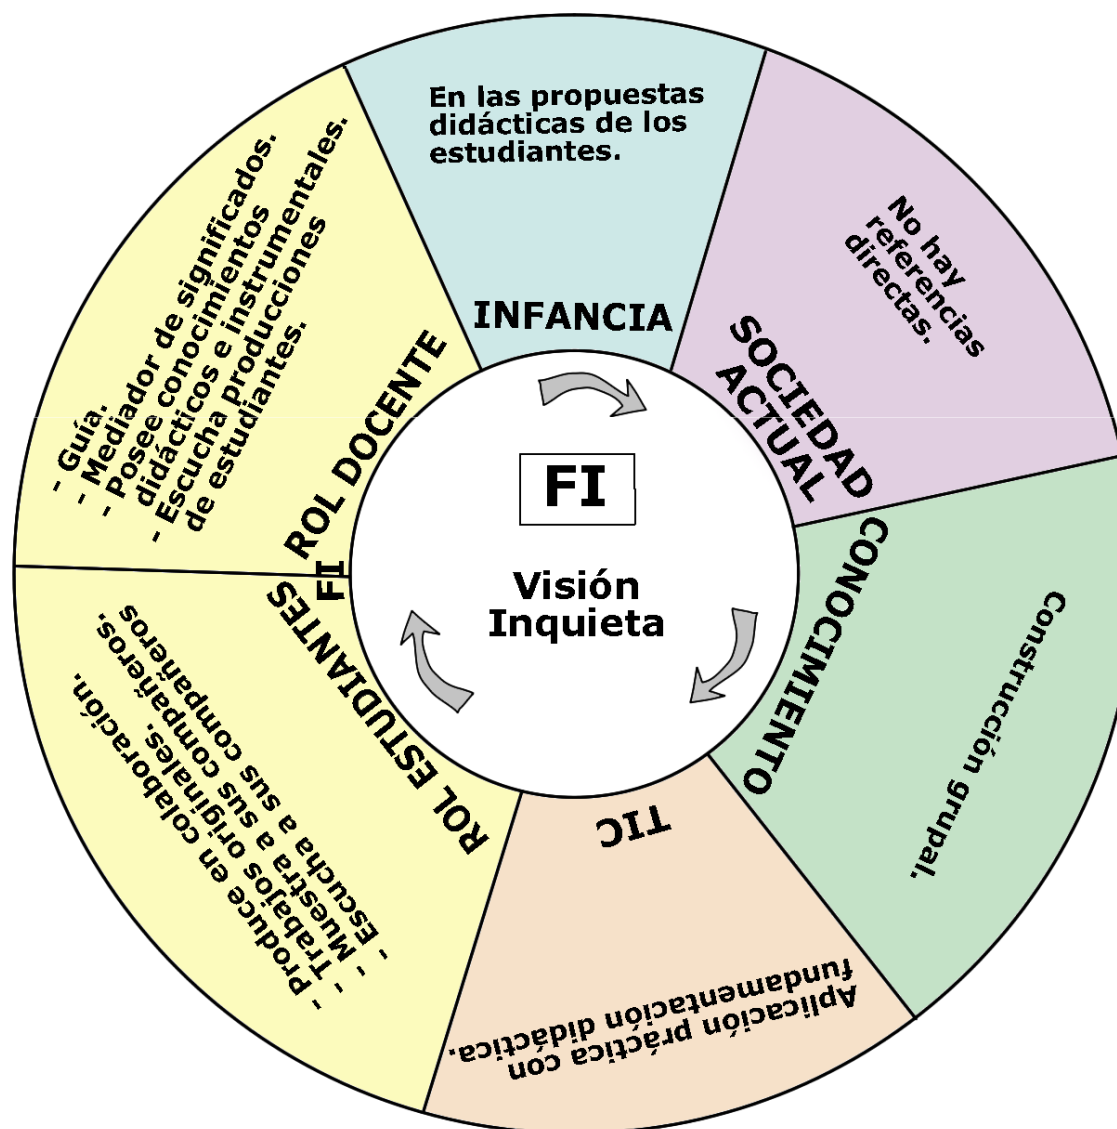 FI
Visión
Inquieta
INFANCIA
En las propuestas
didácticas de los
estudiantes.
SOCIEDAD
ACTUAL
No hay
referencias
directas.
CONOCIMIENTO
Construcción grupal.
TIC
Aplicación práctica con
fundamentación didáctica.
ROL ESTUDIANTES
- Produce en colaboración.
- Trabajos originales.
- Muestra a sus compañeros.
- Escucha a sus compañeros
FI
ROL DOCENTE
- Guía.
- Mediador de significados.
- Posee conocimientos
didácticos e instrumentales.
- Escucha producciones
de estudiantes.